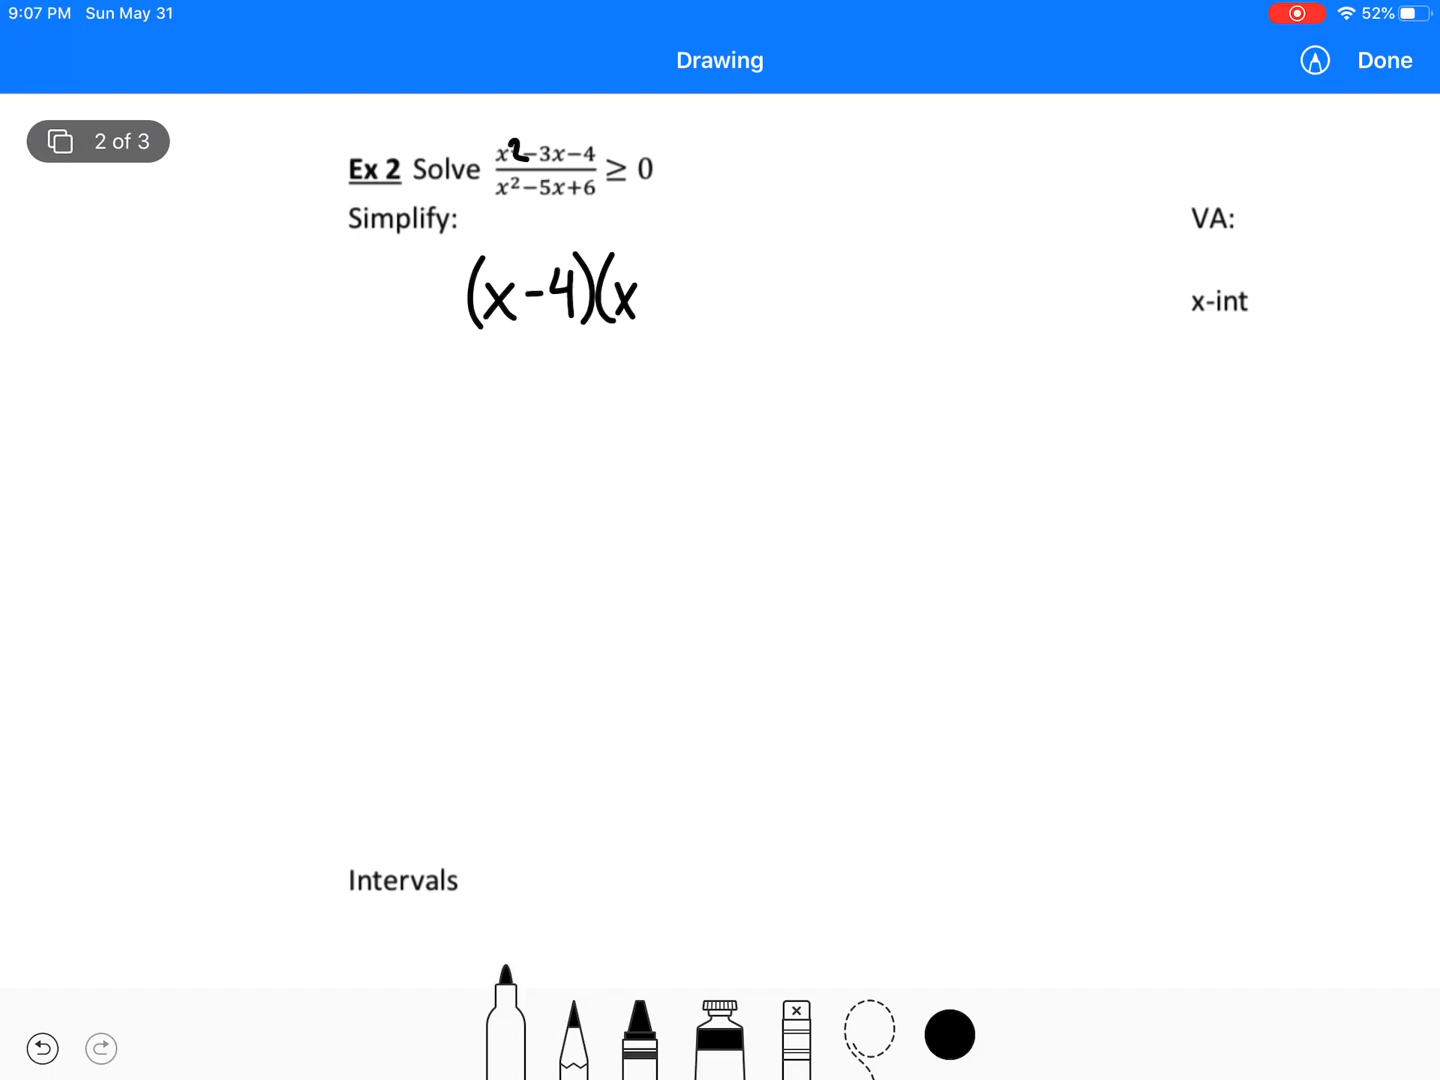 9:07 PM Sun May 31
52%
Drawing
Done
2 of 3
Ex 2 Solve (x²−3x−4)/(x²−5x+6) ≥ 0
Simplify:
VA:
(x-4)(x
x-int
Intervals